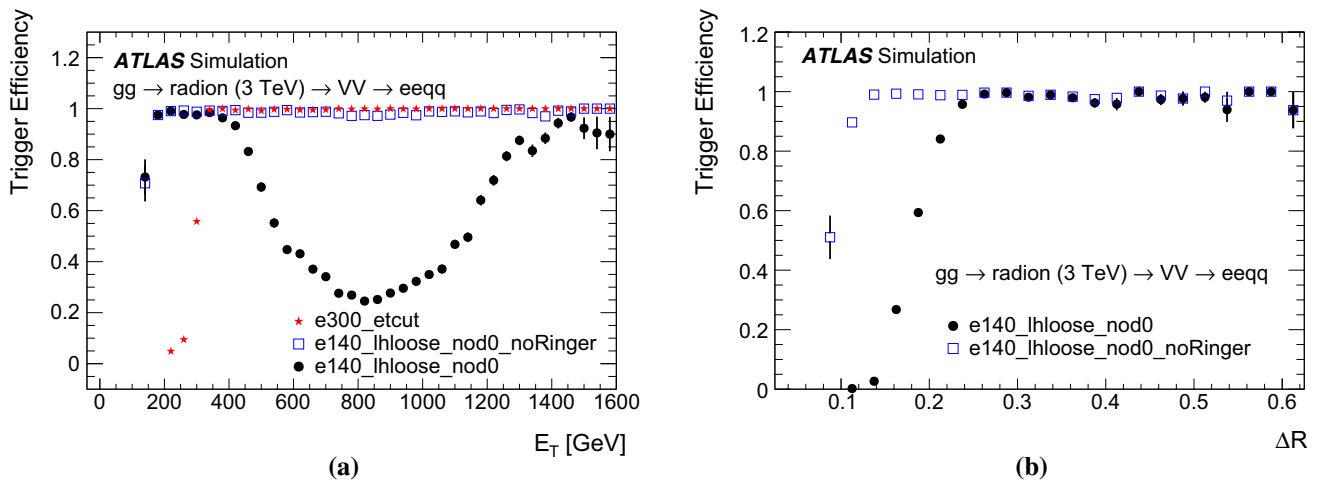 Trigger Efficiency
1.2
1
0.8
0.6
0.4
0.2
0
ATLAS Simulation
gg → radion (3 TeV) → VV → eeqq
e300_etcut
e140_lhloose_nod0_noRinger
e140_lhloose_nod0
0 200 400 600 800 1000 1200 1400 1600
E_T [GeV]
(a)
Trigger Efficiency
1.2
1
0.8
0.6
0.4
0.2
0
ATLAS Simulation
gg → radion (3 TeV) → VV → eeqq
e140_lhloose_nod0
e140_lhloose_nod0_noRinger
0.1 0.2 0.3 0.4 0.5 0.6
ΔR
(b)